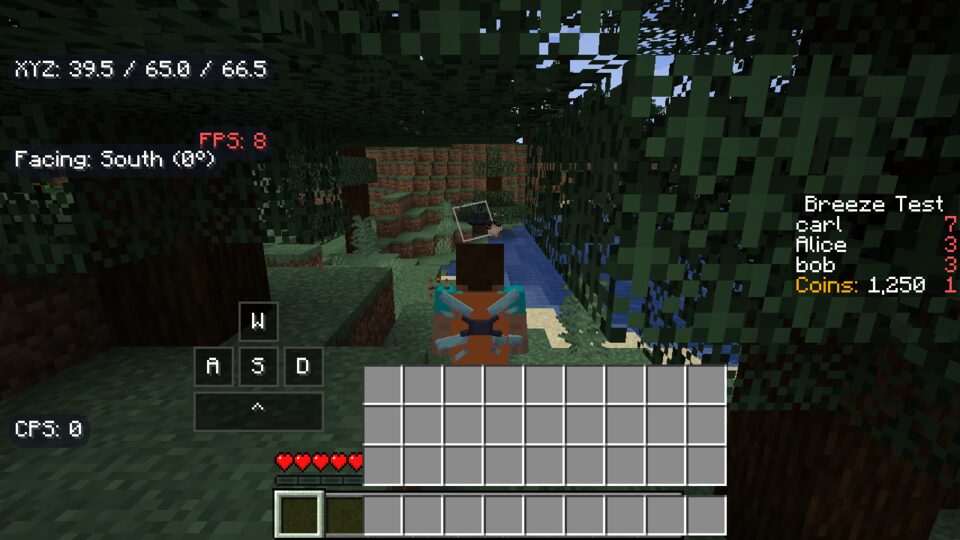 XYZ: 39.5 / 65.0 / 66.5
FPS: 8
Facing: South (0°)
Breeze Test
carl 7
Alice 3
bob 3
Coins: 1,250 1
W
A S D
^
CPS: 0